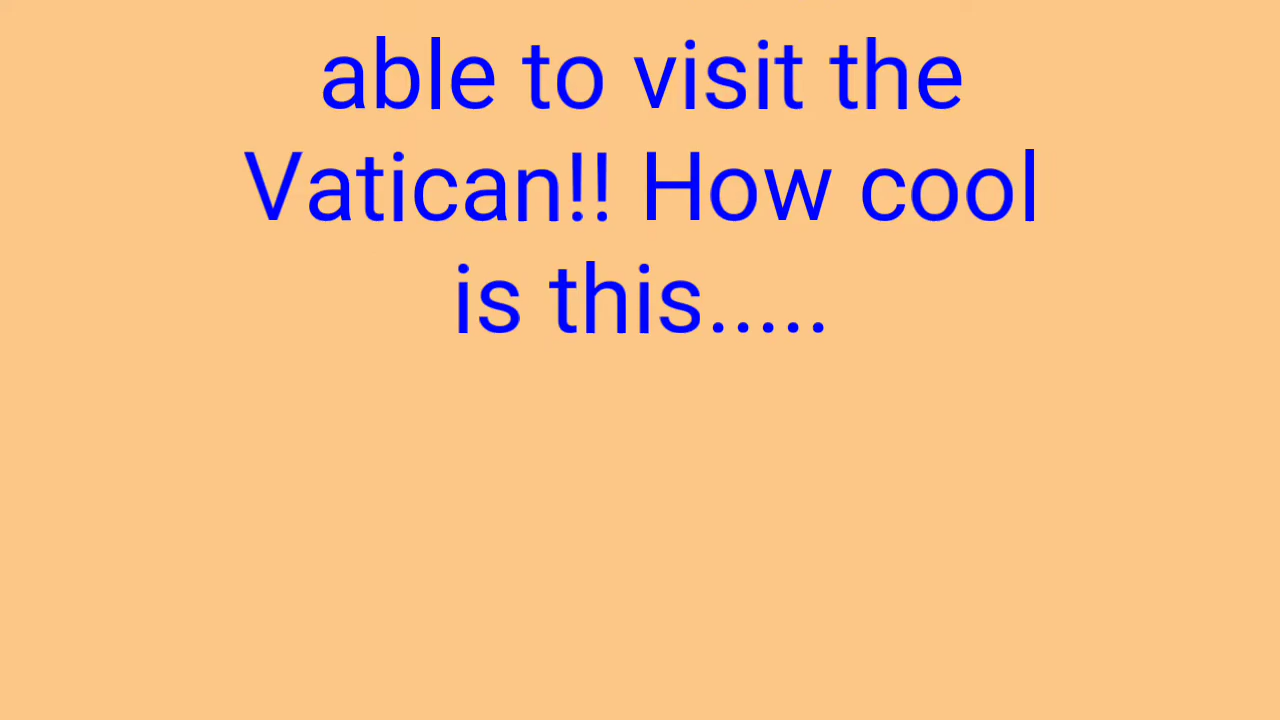 able to visit the
Vatican!! How cool
is this.....